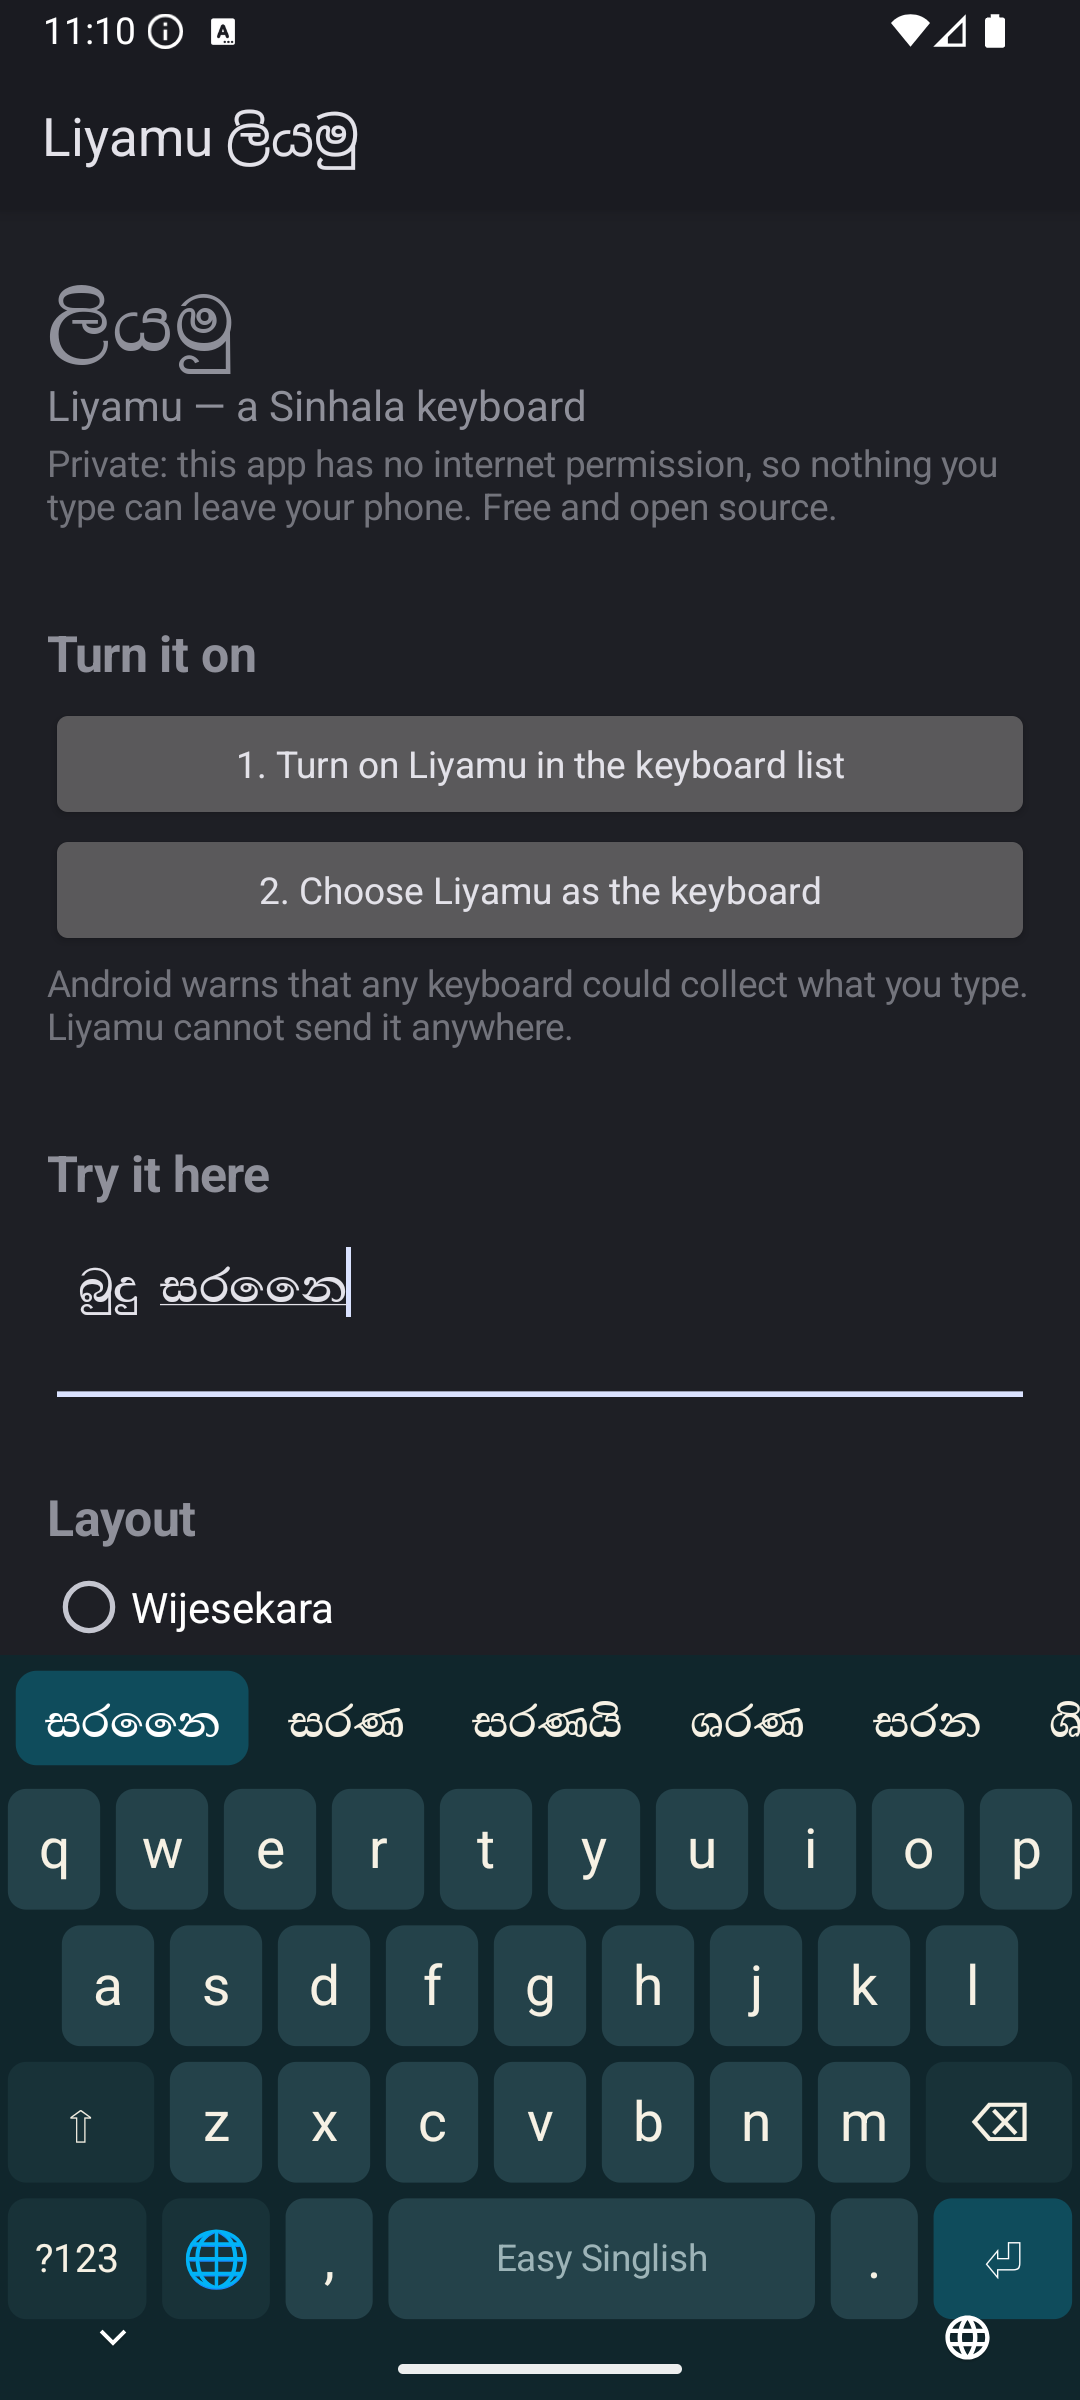 11:10
Liyamu ලියමු
ලියමු
Liyamu — a Sinhala keyboard
Private: this app has no internet permission, so nothing you
type can leave your phone. Free and open source.
Turn it on
1. Turn on Liyamu in the keyboard list
2. Choose Liyamu as the keyboard
Android warns that any keyboard could collect what you type.
Liyamu cannot send it anywhere.
Try it here
බුදු සරනෛ
Layout
Wijesekara
සරනෛ සරණ සරණයි ශරණ සරන
q w e r t y u i o p
a s d f g h j k l
z x c v b n m
?123 , Easy Singlish .